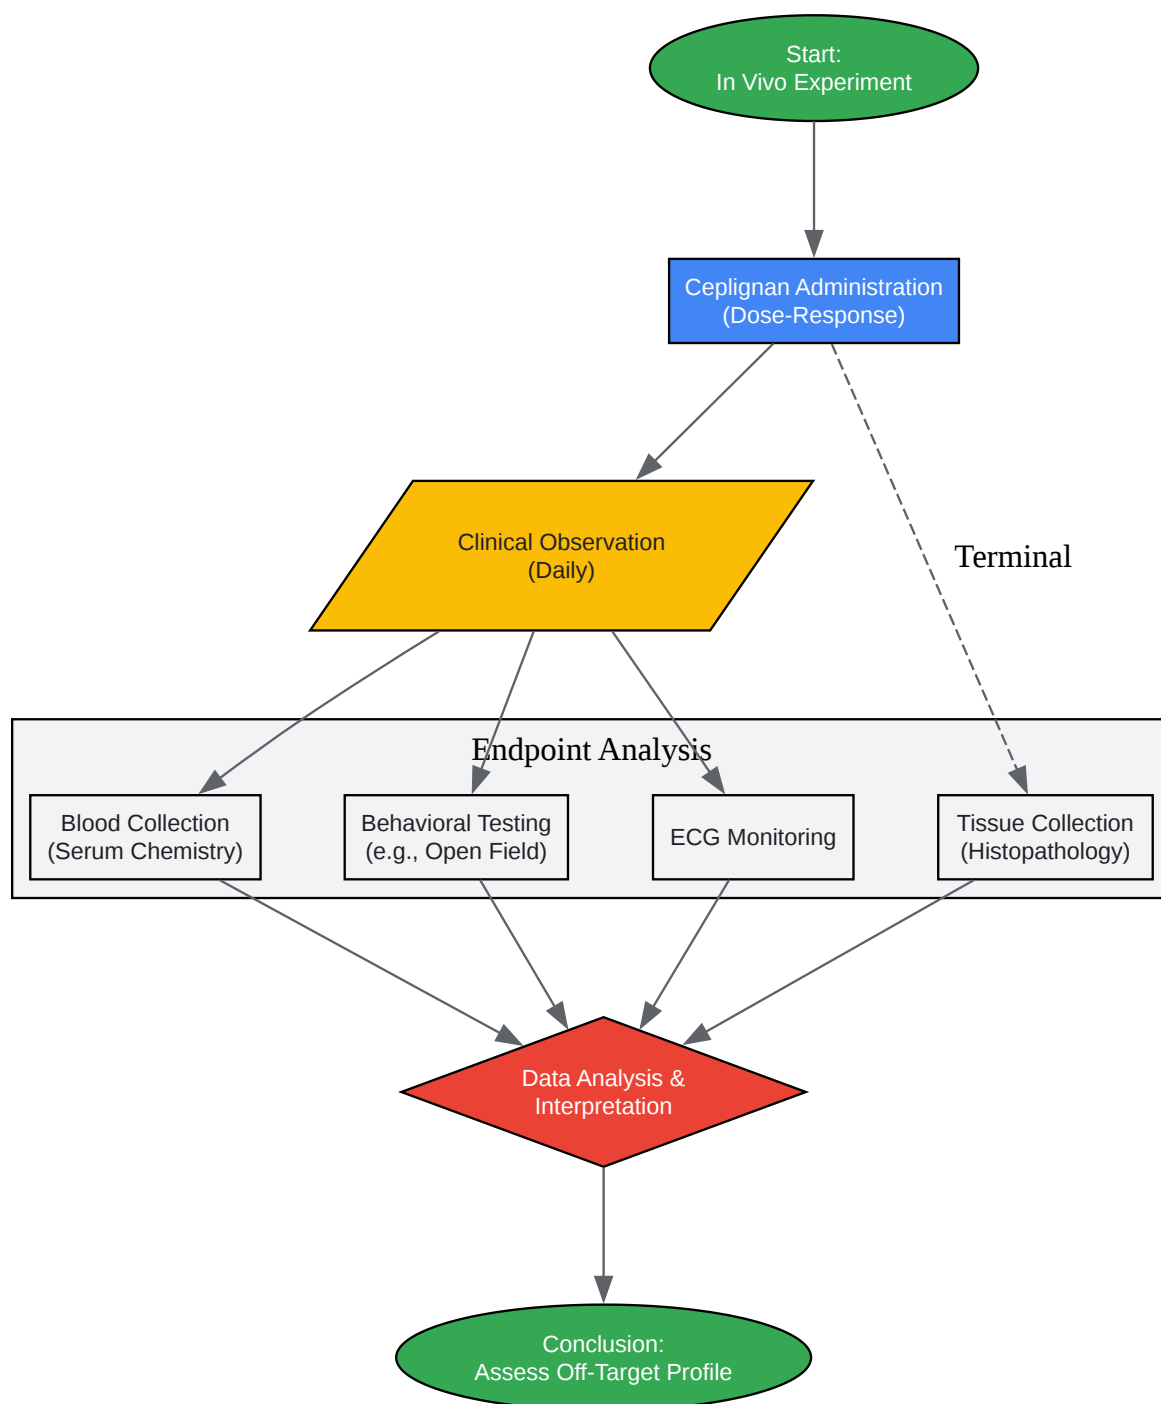 Start:
In Vivo Experiment
Ceplignan Administration
(Dose-Response)
Clinical Observation
(Daily)
Terminal
Endpoint Analysis
Blood Collection
(Serum Chemistry)
Behavioral Testing
(e.g., Open Field)
ECG Monitoring
Tissue Collection
(Histopathology)
Data Analysis &
Interpretation
Conclusion:
Assess Off-Target Profile